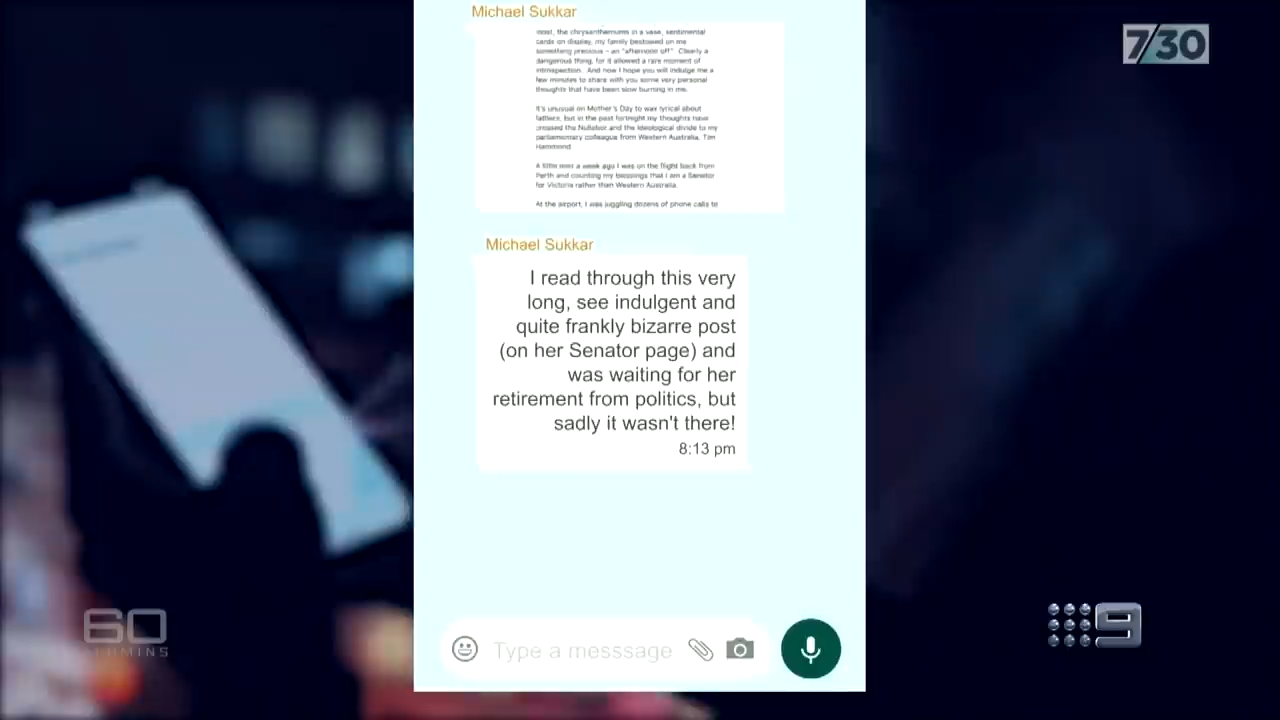 Michael Sukkar
7/30
most, the chrysanthemums in a vase, sentimental
cards on display, my family bestowed on me
something precious - an "afternoon off". Clearly a
dangerous thing, for it allowed a rare moment of
introspection. And now I hope you will indulge me a
few minutes to share with you some very personal
thoughts that have been slow burning in me.
It's unusual on Mother's Day to wax lyrical about
fathers, but in the past fortnight my thoughts have
crossed the Nullabor and the ideological divide to my
parliamentary colleague from Western Australia, Tim
Hammond.
A little over a week ago I was on the flight back from
Perth and counting my blessings that I am a Senator
for Victoria rather than Western Australia.
At the airport, I was juggling dozens of phone calls to
Michael Sukkar
I read through this very
long, see indulgent and
quite frankly bizarre post
(on her Senator page) and
was waiting for her
retirement from politics, but
sadly it wasn't there!
8:13 pm
60
9
Type a messsage